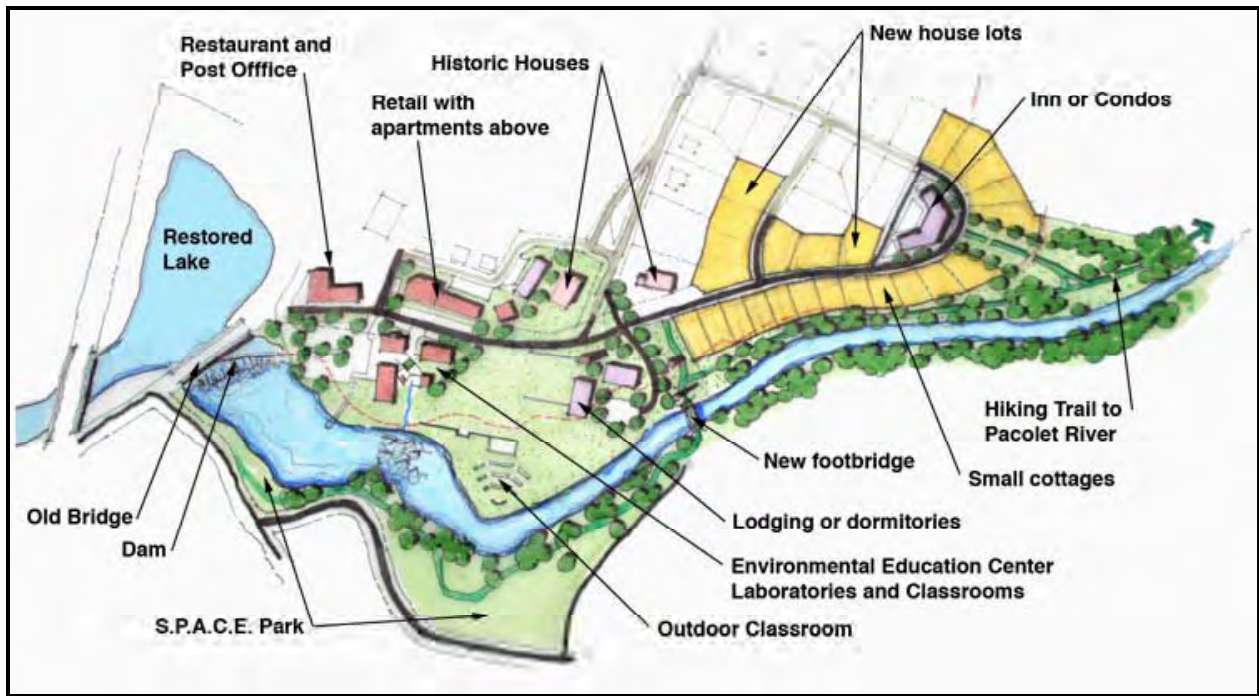 Restaurant and
Post Offfice
Historic Houses
New house lots
Retail with
apartments above
Inn or Condos
Restored
Lake
Hiking Trail to
Pacolet River
New footbridge
Small cottages
Old Bridge
Dam
Lodging or dormitories
Environmental Education Center
Laboratories and Classrooms
S.P.A.C.E. Park
Outdoor Classroom